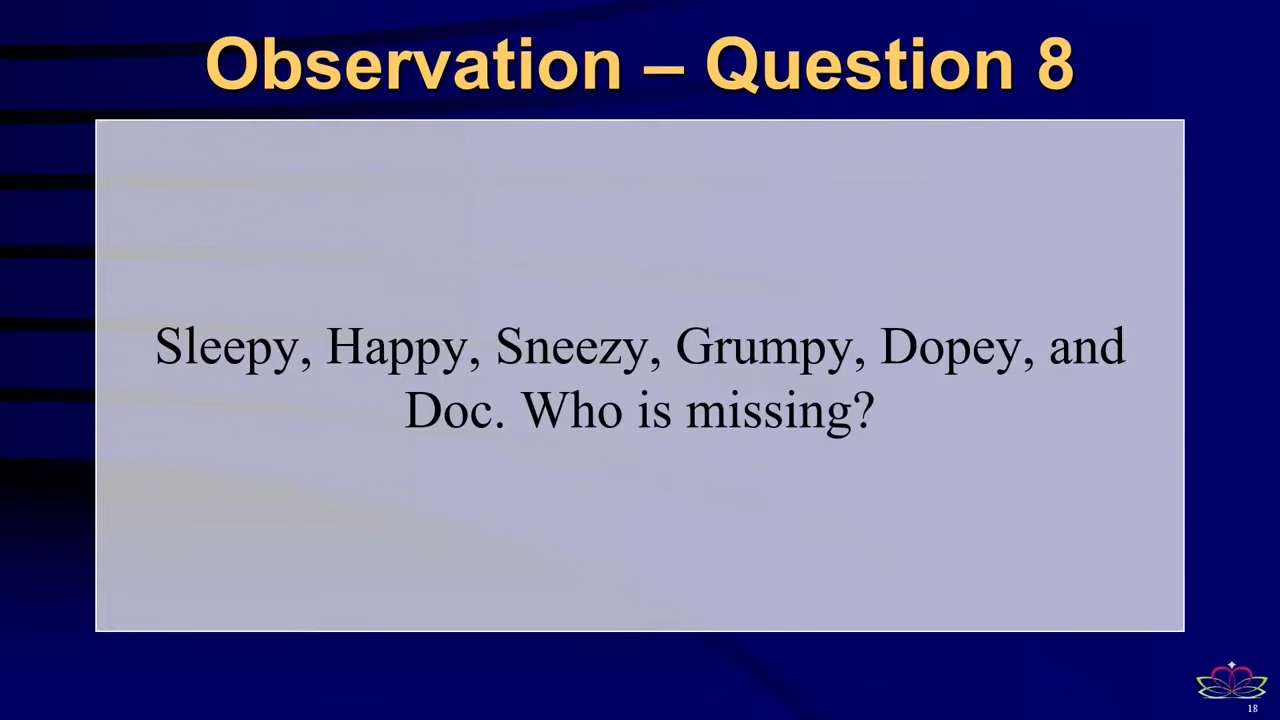 Observation – Question 8
Sleepy, Happy, Sneezy, Grumpy, Dopey, and
Doc. Who is missing?
18